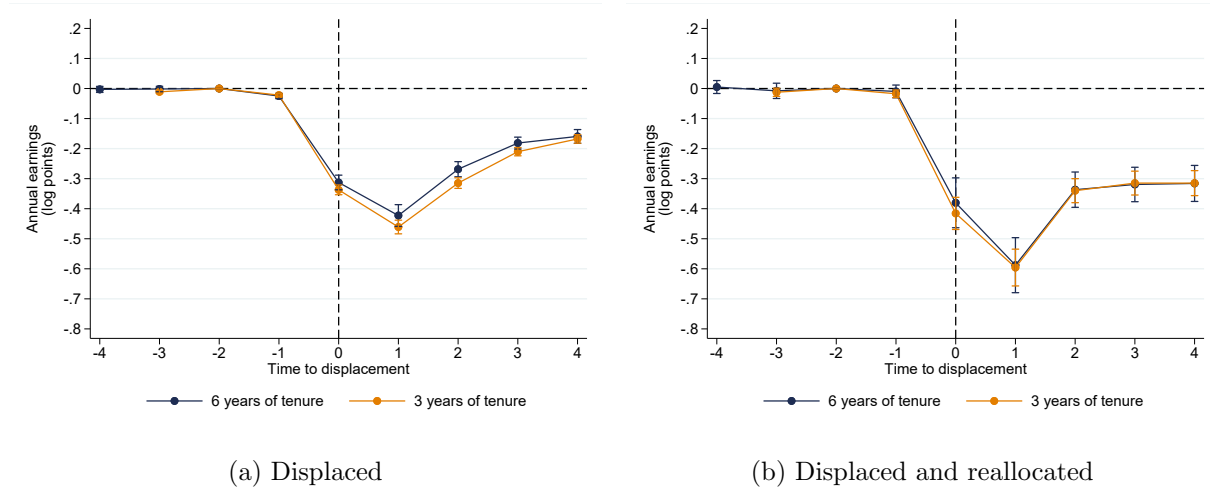 .2
.1
0
-.1
-.2
-.3
-.4
-.5
-.6
-.7
-.8
Annual earnings
(log points)
-4 -3 -2 -1 0 1 2 3 4
Time to displacement
6 years of tenure 3 years of tenure
(a) Displaced
.2
.1
0
-.1
-.2
-.3
-.4
-.5
-.6
-.7
-.8
Annual earnings
(log points)
-4 -3 -2 -1 0 1 2 3 4
Time to displacement
6 years of tenure 3 years of tenure
(b) Displaced and reallocated